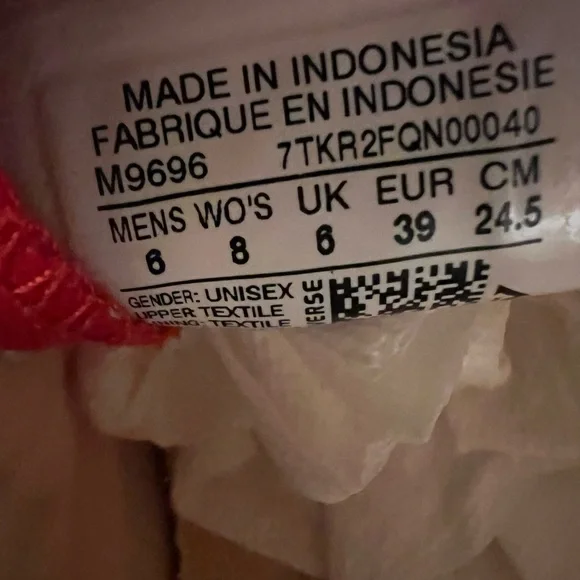 MADE IN INDONESIA
FABRIQUE EN INDONESIE
M9696 7TKR2FQN00040
MENS WO'S UK EUR CM
6 8 6 39 24.5
GENDER: UNISEX
UPPER TEXTILE
TEXTILE